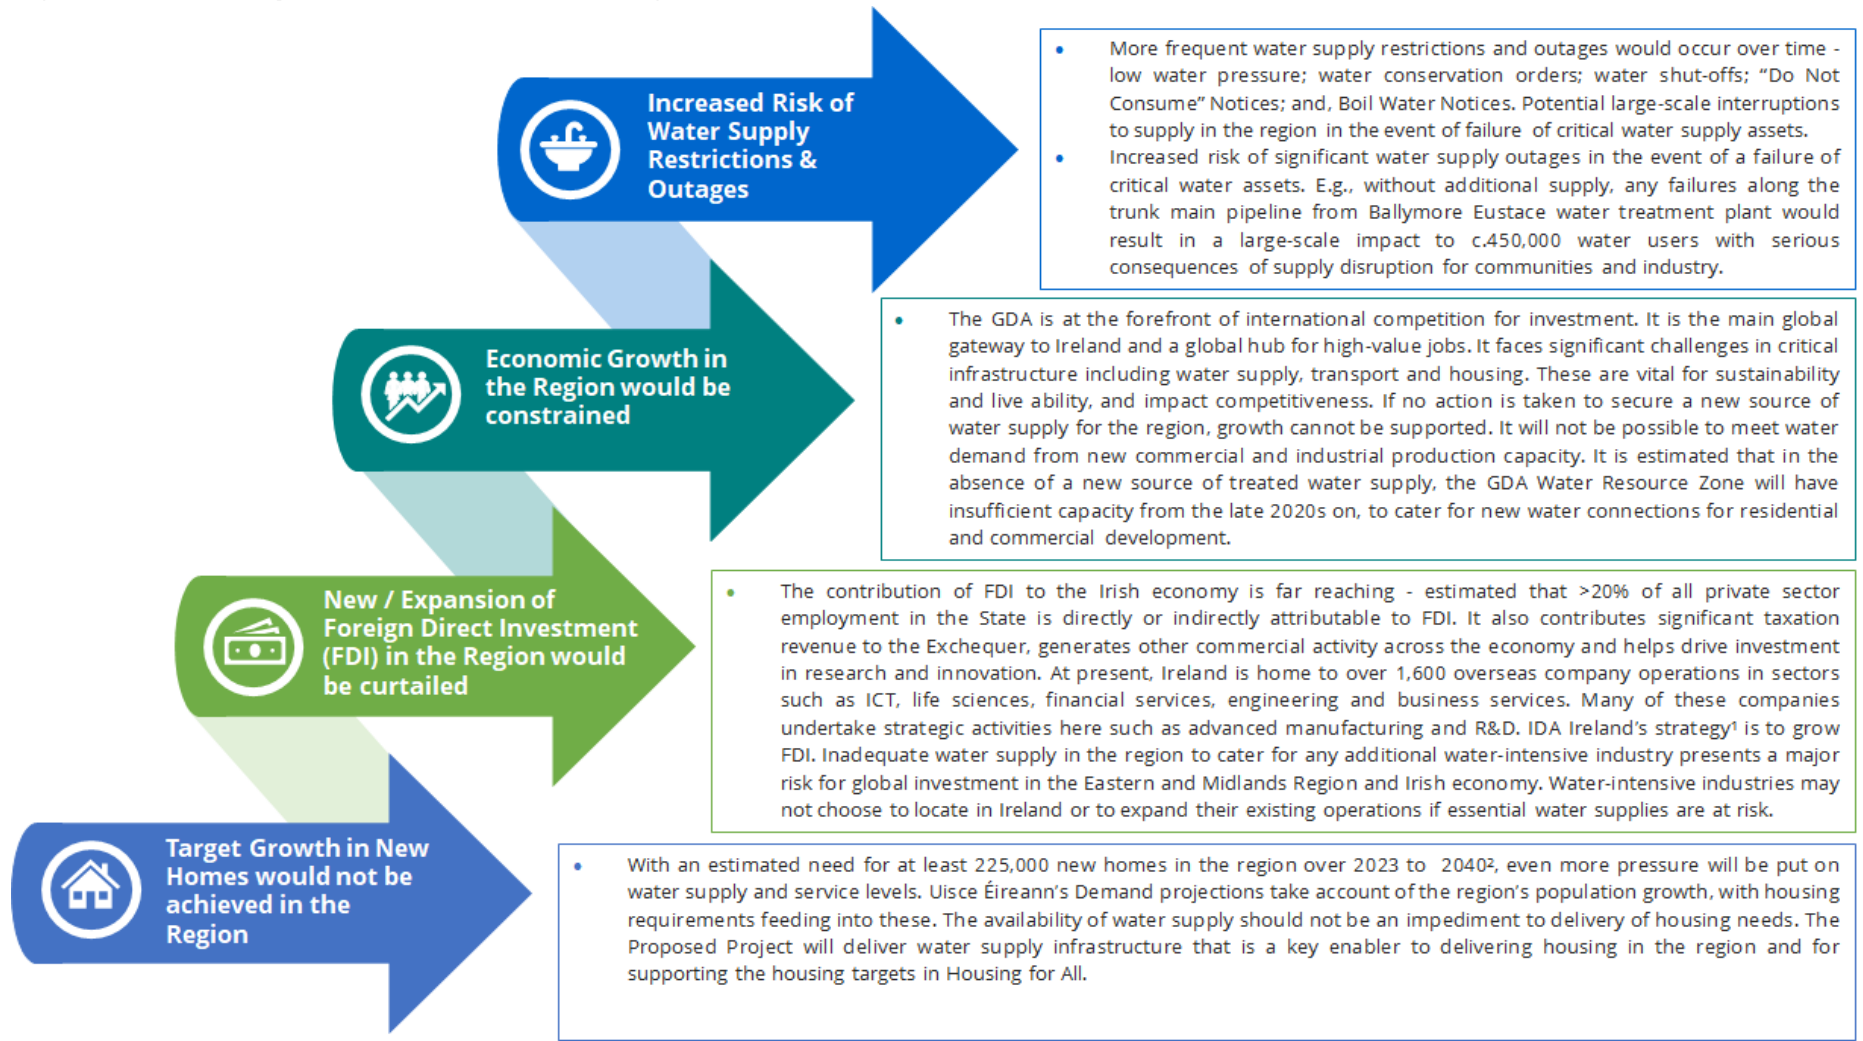 Increased Risk of
Water Supply
Restrictions &
Outages
• More frequent water supply restrictions and outages would occur over time -
low water pressure; water conservation orders; water shut-offs; “Do Not
Consume” Notices; and, Boil Water Notices. Potential large-scale interruptions
to supply in the region in the event of failure of critical water supply assets.
• Increased risk of significant water supply outages in the event of a failure of
critical water assets. E.g., without additional supply, any failures along the
trunk main pipeline from Ballymore Eustace water treatment plant would
result in a large-scale impact to c.450,000 water users with serious
consequences of supply disruption for communities and industry.
Economic Growth in
the Region would be
constrained
• The GDA is at the forefront of international competition for investment. It is the main global
gateway to Ireland and a global hub for high-value jobs. It faces significant challenges in critical
infrastructure including water supply, transport and housing. These are vital for sustainability
and live ability, and impact competitiveness. If no action is taken to secure a new source of
water supply for the region, growth cannot be supported. It will not be possible to meet water
demand from new commercial and industrial production capacity. It is estimated that in the
absence of a new source of treated water supply, the GDA Water Resource Zone will have
insufficient capacity from the late 2020s on, to cater for new water connections for residential
and commercial development.
New / Expansion of
Foreign Direct Investment
(FDI) in the Region would
be curtailed
• The contribution of FDI to the Irish economy is far reaching - estimated that >20% of all private sector
employment in the State is directly or indirectly attributable to FDI. It also contributes significant taxation
revenue to the Exchequer, generates other commercial activity across the economy and helps drive investment
in research and innovation. At present, Ireland is home to over 1,600 overseas company operations in sectors
such as ICT, life sciences, financial services, engineering and business services. Many of these companies
undertake strategic activities here such as advanced manufacturing and R&D. IDA Ireland’s strategy¹ is to grow
FDI. Inadequate water supply in the region to cater for any additional water-intensive industry presents a major
risk for global investment in the Eastern and Midlands Region and Irish economy. Water-intensive industries may
not choose to locate in Ireland or to expand their existing operations if essential water supplies are at risk.
Target Growth in New
Homes would not be
achieved in the
Region
• With an estimated need for at least 225,000 new homes in the region over 2023 to 2040², even more pressure will be put on
water supply and service levels. Uisce Éireann’s Demand projections take account of the region’s population growth, with housing
requirements feeding into these. The availability of water supply should not be an impediment to delivery of housing needs. The
Proposed Project will deliver water supply infrastructure that is a key enabler to delivering housing in the region and for
supporting the housing targets in Housing for All.